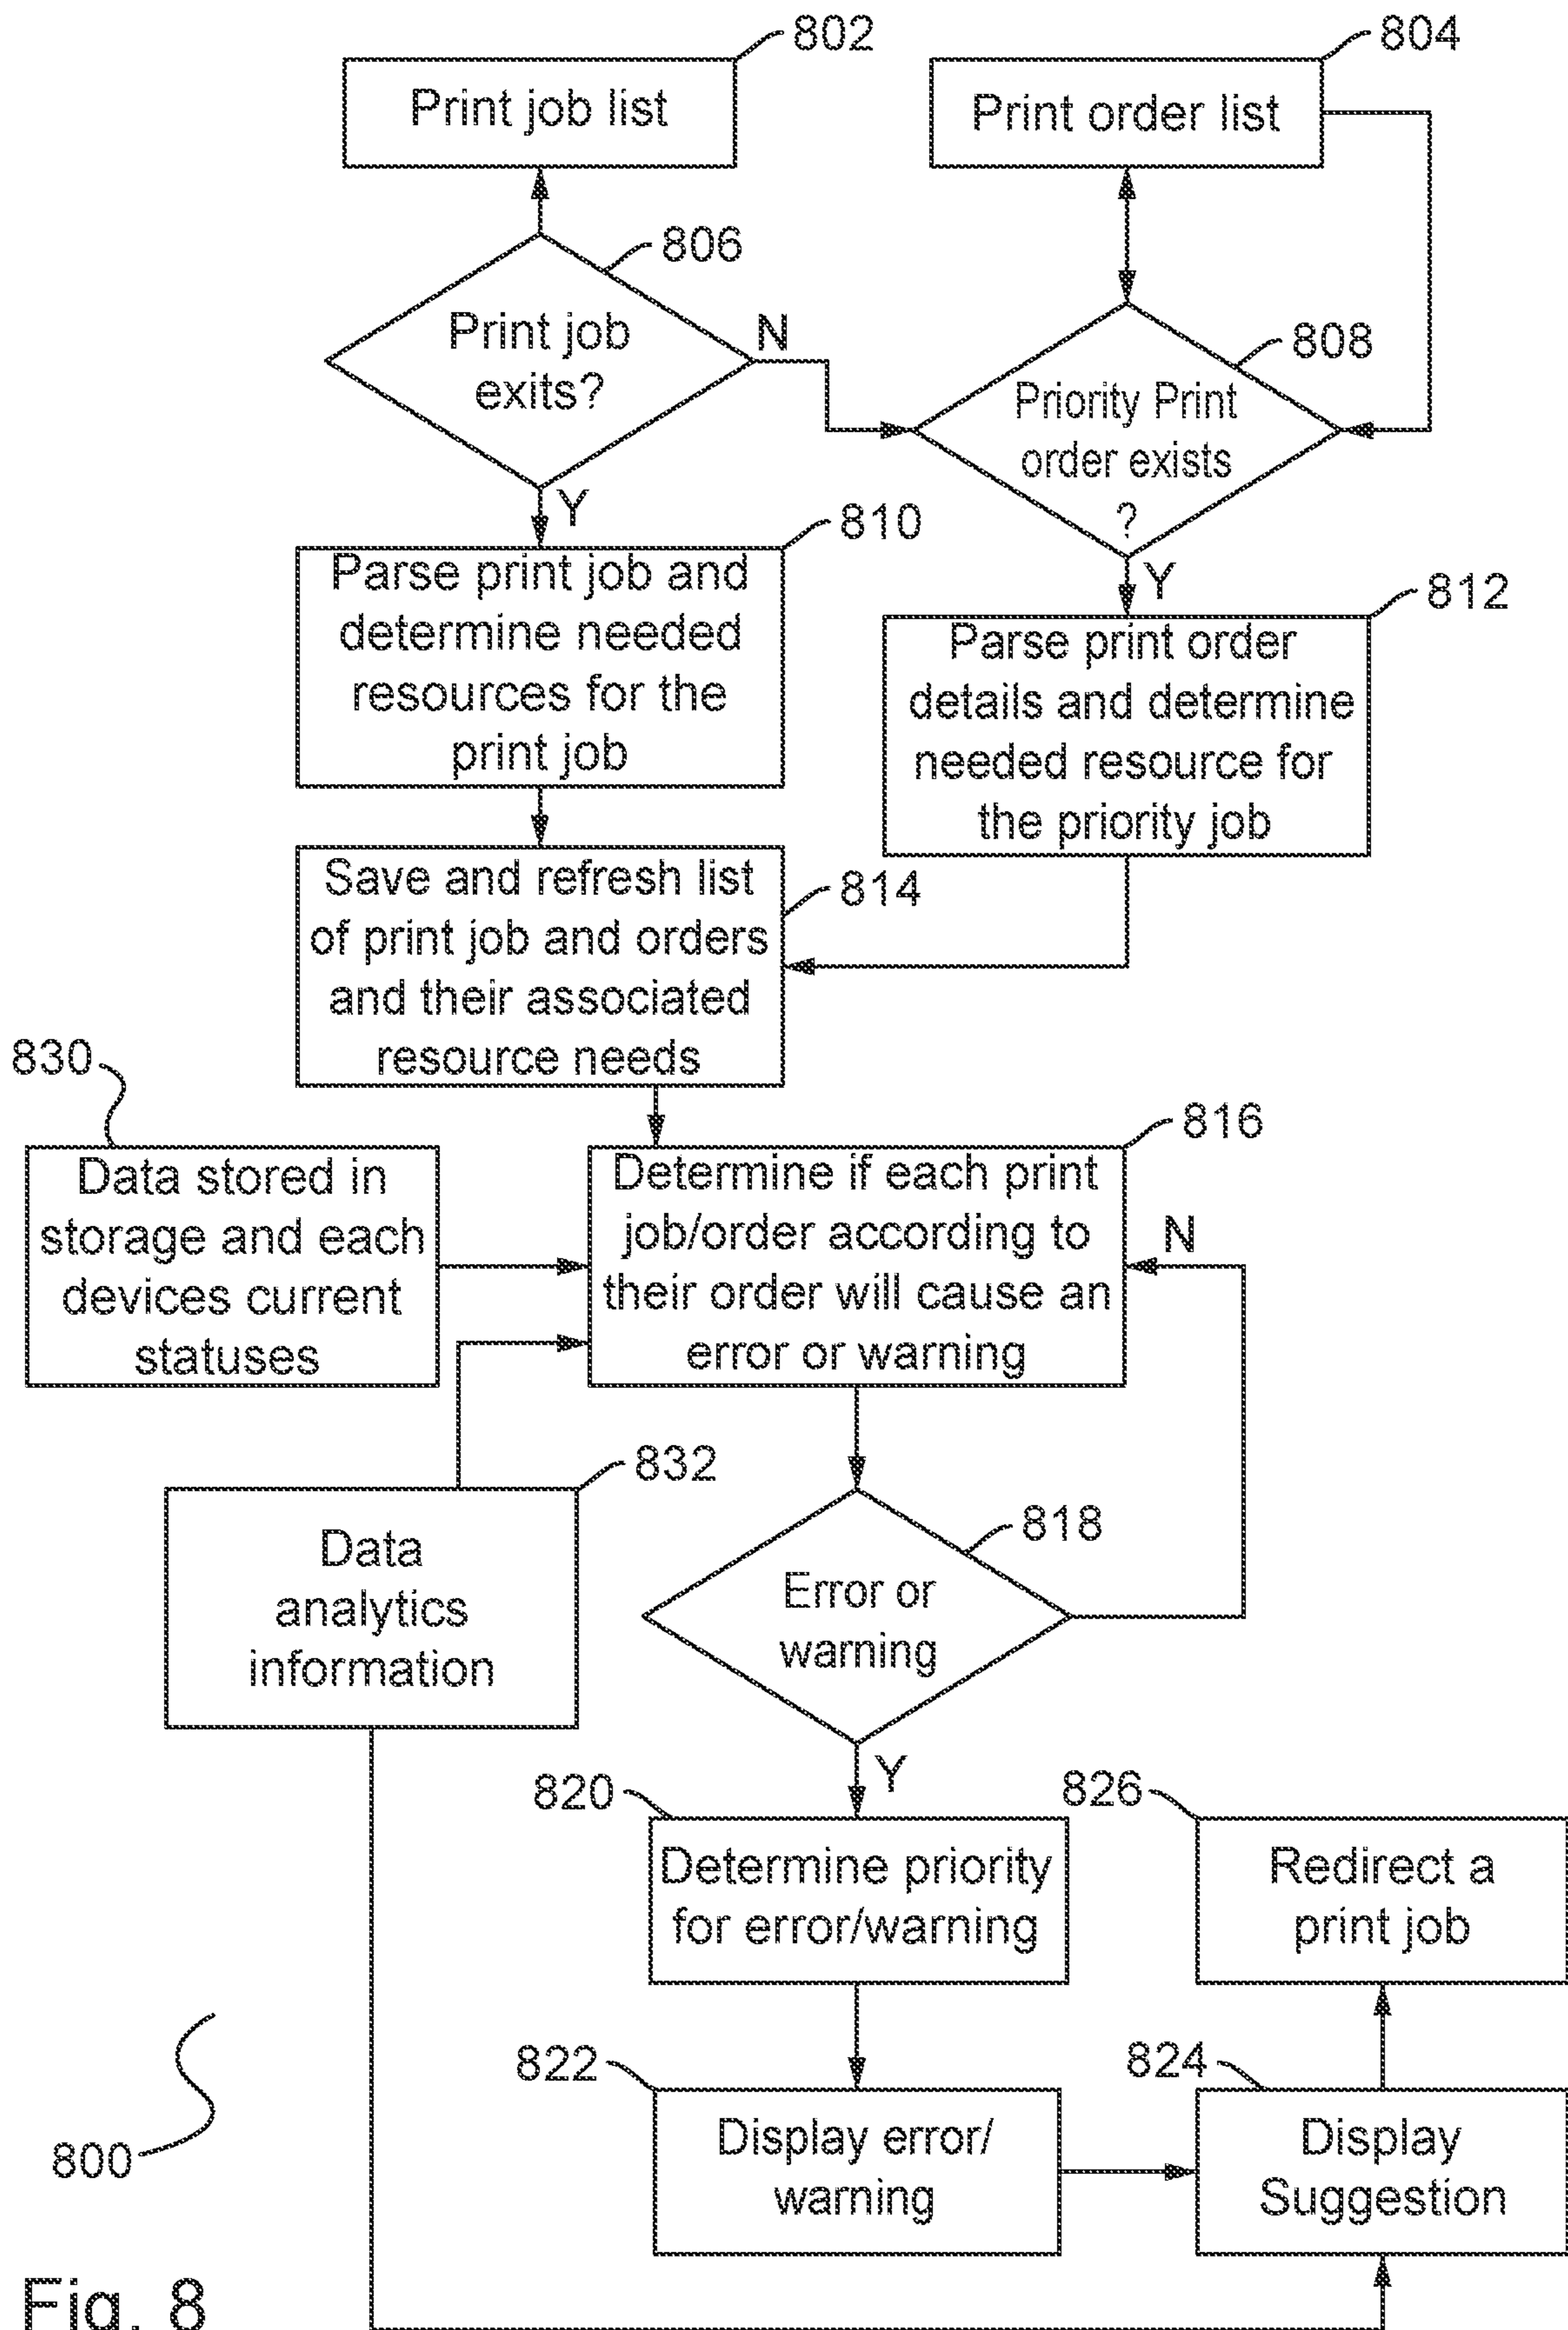 802
Print job list
804
Print order list
806
Print job
exits?
N
808
Priority Print
order exists
?
Y
810
Parse print job and
determine needed
resources for the
print job
Y
812
Parse print order
details and determine
needed resource for
the priority job
814
Save and refresh list
of print job and orders
and their associated
resource needs
830
Data stored in
storage and each
devices current
statuses
816
Determine if each print
job/order according to
their order will cause an
error or warning
N
832
Data
analytics
information
818
Error or
warning
Y
820
Determine priority
for error/warning
826
Redirect a
print job
822
Display error/
warning
824
Display
Suggestion
800
Fig. 8